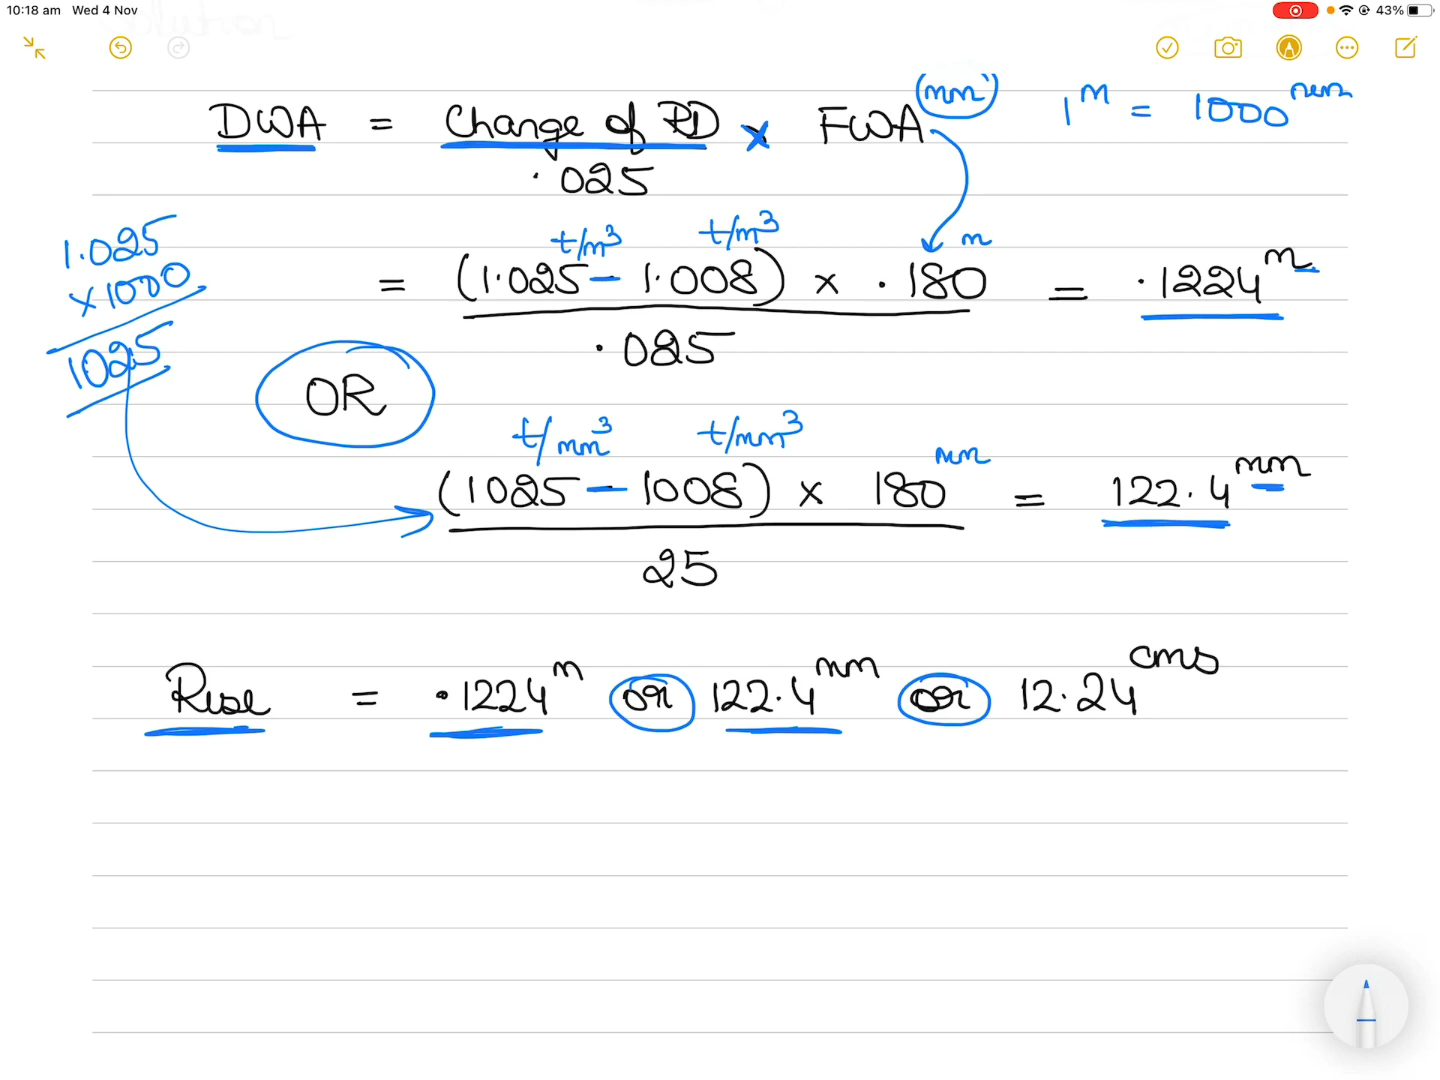 10:18 am Wed 4 Nov 43%
DWA = Change of RD x FWA (mm) 1 m = 1000 mm
.025
1.025
x1000
1025
t/m³ t/m³ m
= (1.025 - 1.008) x .180 = .1224 m
.025
OR
t/mm³ t/mm³ mm
(1025 - 1008) x 180 = 122.4 mm
25
Rise = .1224 m or 122.4 mm or 12.24 cms